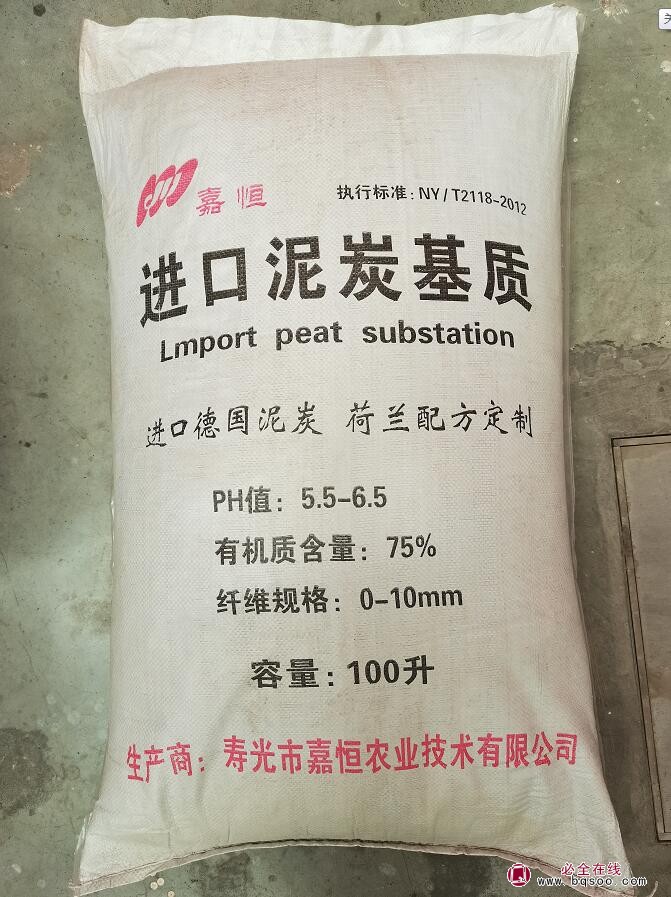 嘉恒
执行标准：NY/T2118-2012
进口泥炭基质
Lmport peat substation
进口德国泥炭 荷兰配方定制
PH值：5.5-6.5
有机质含量：75%
纤维规格：0-10mm
容量：100升
生产商：寿光市嘉恒农业技术有限公司
必全在线
www.bqsoo.com